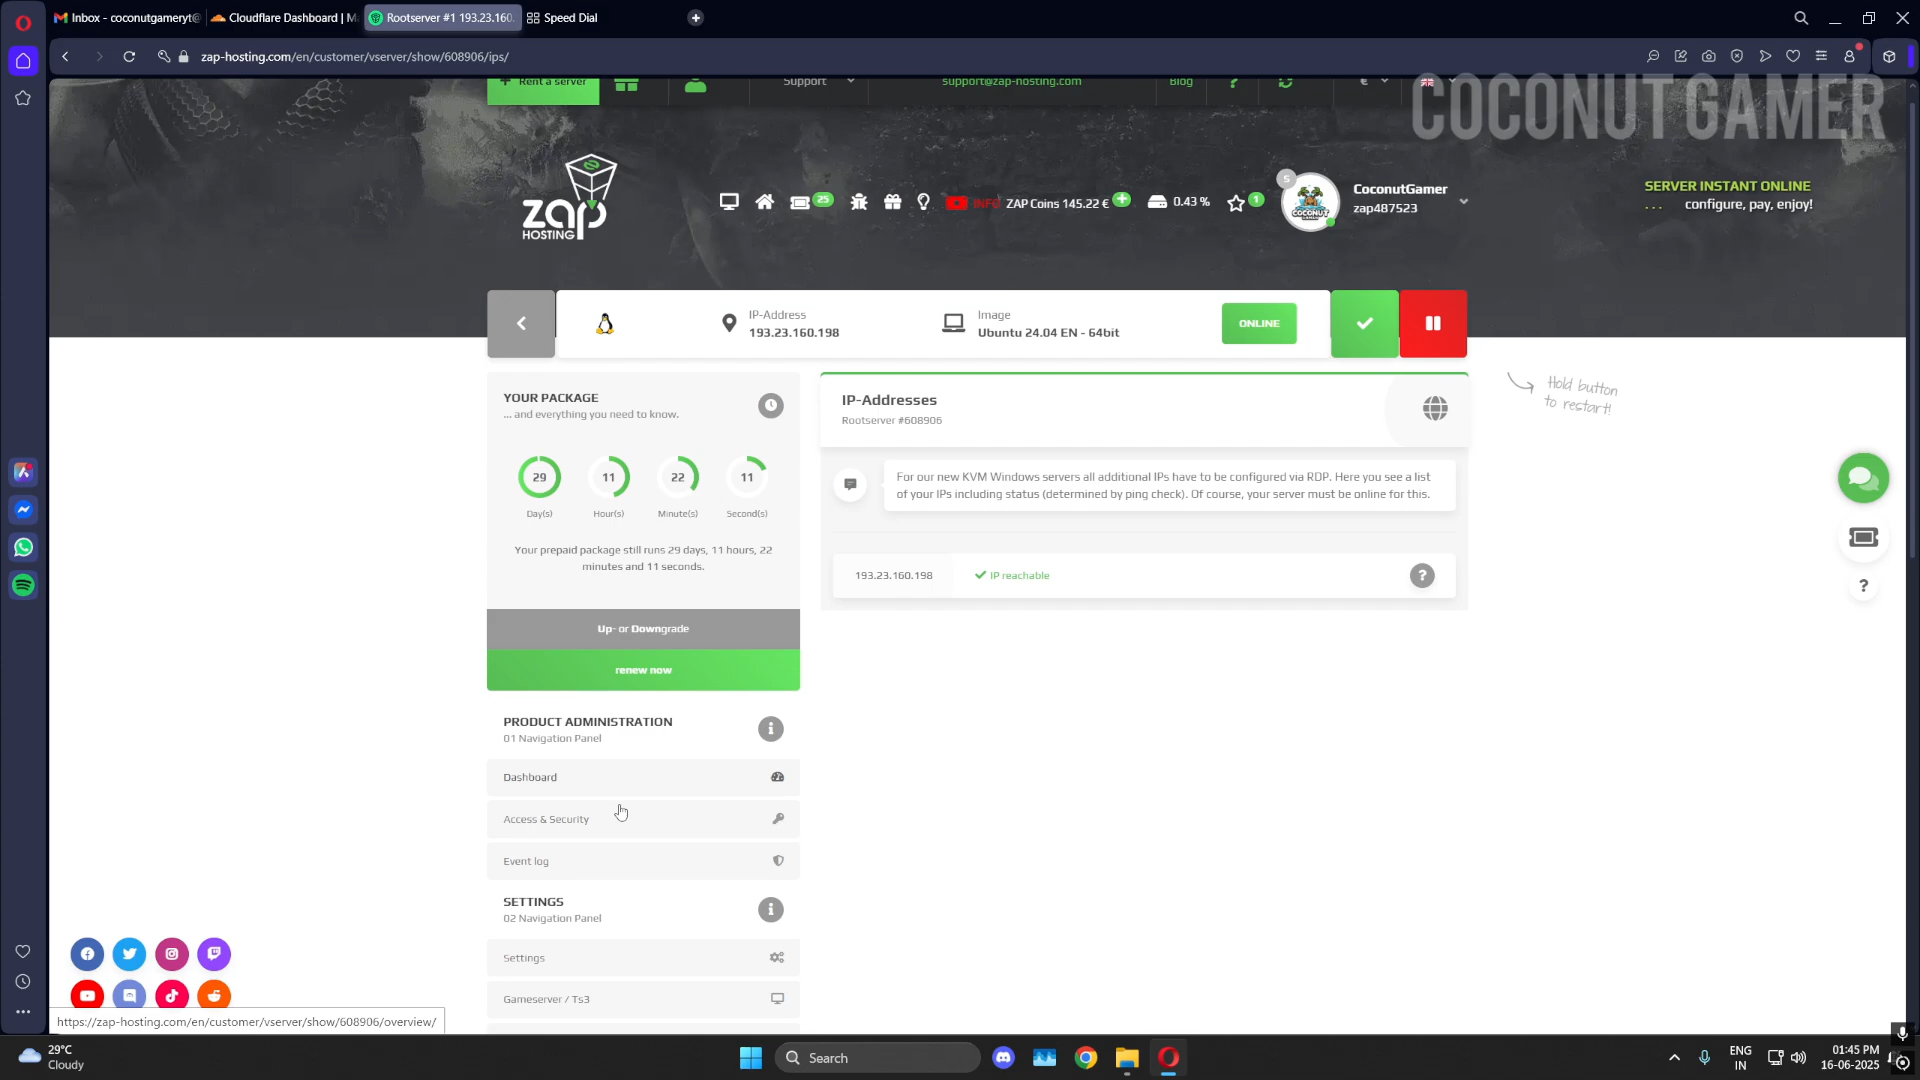 Inbox - coconutgameryt@
Cloudflare Dashboard | M
Rootserver #1 193.23.160.
Speed Dial
zap-hosting.com/en/customer/vserver/show/608906/ips/
Rent a server
Support
support@zap-hosting.com
Blog
?
€
COCONUTGAMER
ZAP
HOSTING
25
INFO
ZAP Coins 145.22 €
0.43 %
1
S
COCONUT
CoconutGamer
zap487523
SERVER INSTANT ONLINE
... configure, pay, enjoy!
IP-Address
193.23.160.198
Image
Ubuntu 24.04 EN - 64bit
ONLINE
Hold button
to restart!
YOUR PACKAGE
... and everything you need to know.
29
11
22
11
Day(s)
Hour(s)
Minute(s)
Second(s)
Your prepaid package still runs 29 days, 11 hours, 22
minutes and 11 seconds.
Up- or Downgrade
renew now
IP-Addresses
Rootserver #608906
For our new KVM Windows servers all additional IPs have to be configured via RDP. Here you see a list
of your IPs including status (determined by ping check). Of course, your server must be online for this.
193.23.160.198
IP reachable
?
?
PRODUCT ADMINISTRATION
01 Navigation Panel
Dashboard
Access & Security
Event log
SETTINGS
02 Navigation Panel
Settings
Gameserver / Ts3
https://zap-hosting.com/en/customer/vserver/show/608906/overview/
29°C
Cloudy
Search
ENG
IN
01:45 PM
16-06-2025